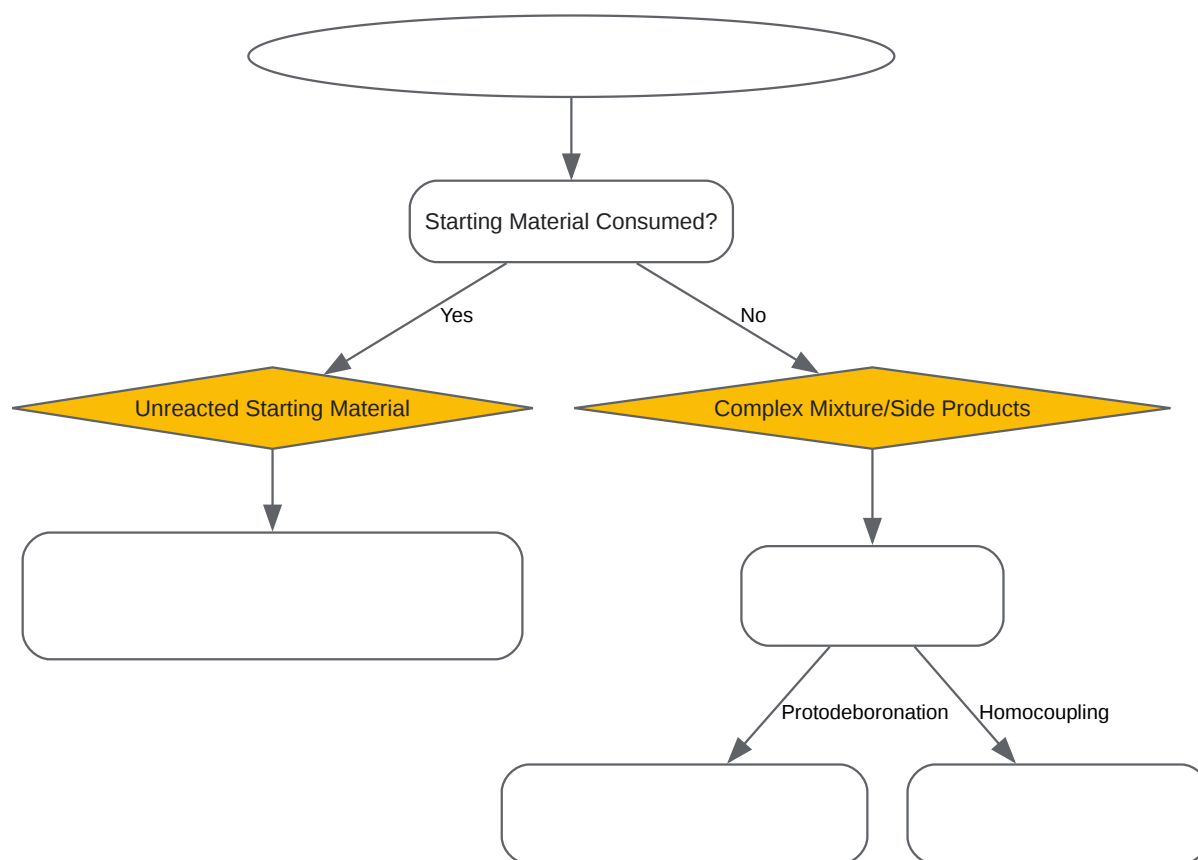 Starting Material Consumed?
Yes
No
Unreacted Starting Material
Complex Mixture/Side Products
Protodeboronation
Homocoupling